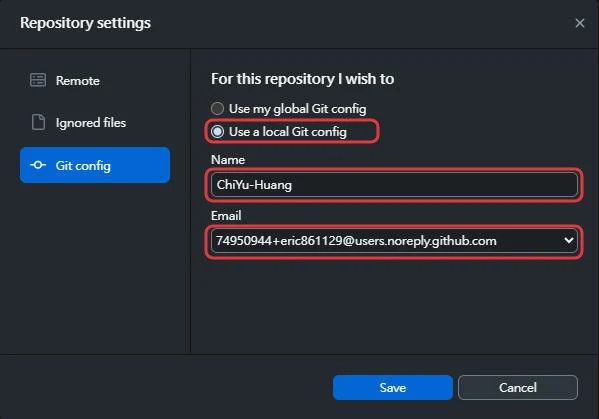 Repository settings
Remote
Ignored files
Git config
For this repository I wish to
Use my global Git config
Use a local Git config
Name
ChiYu-Huang
Email
74950944+eric861129@users.noreply.github.com
Save
Cancel